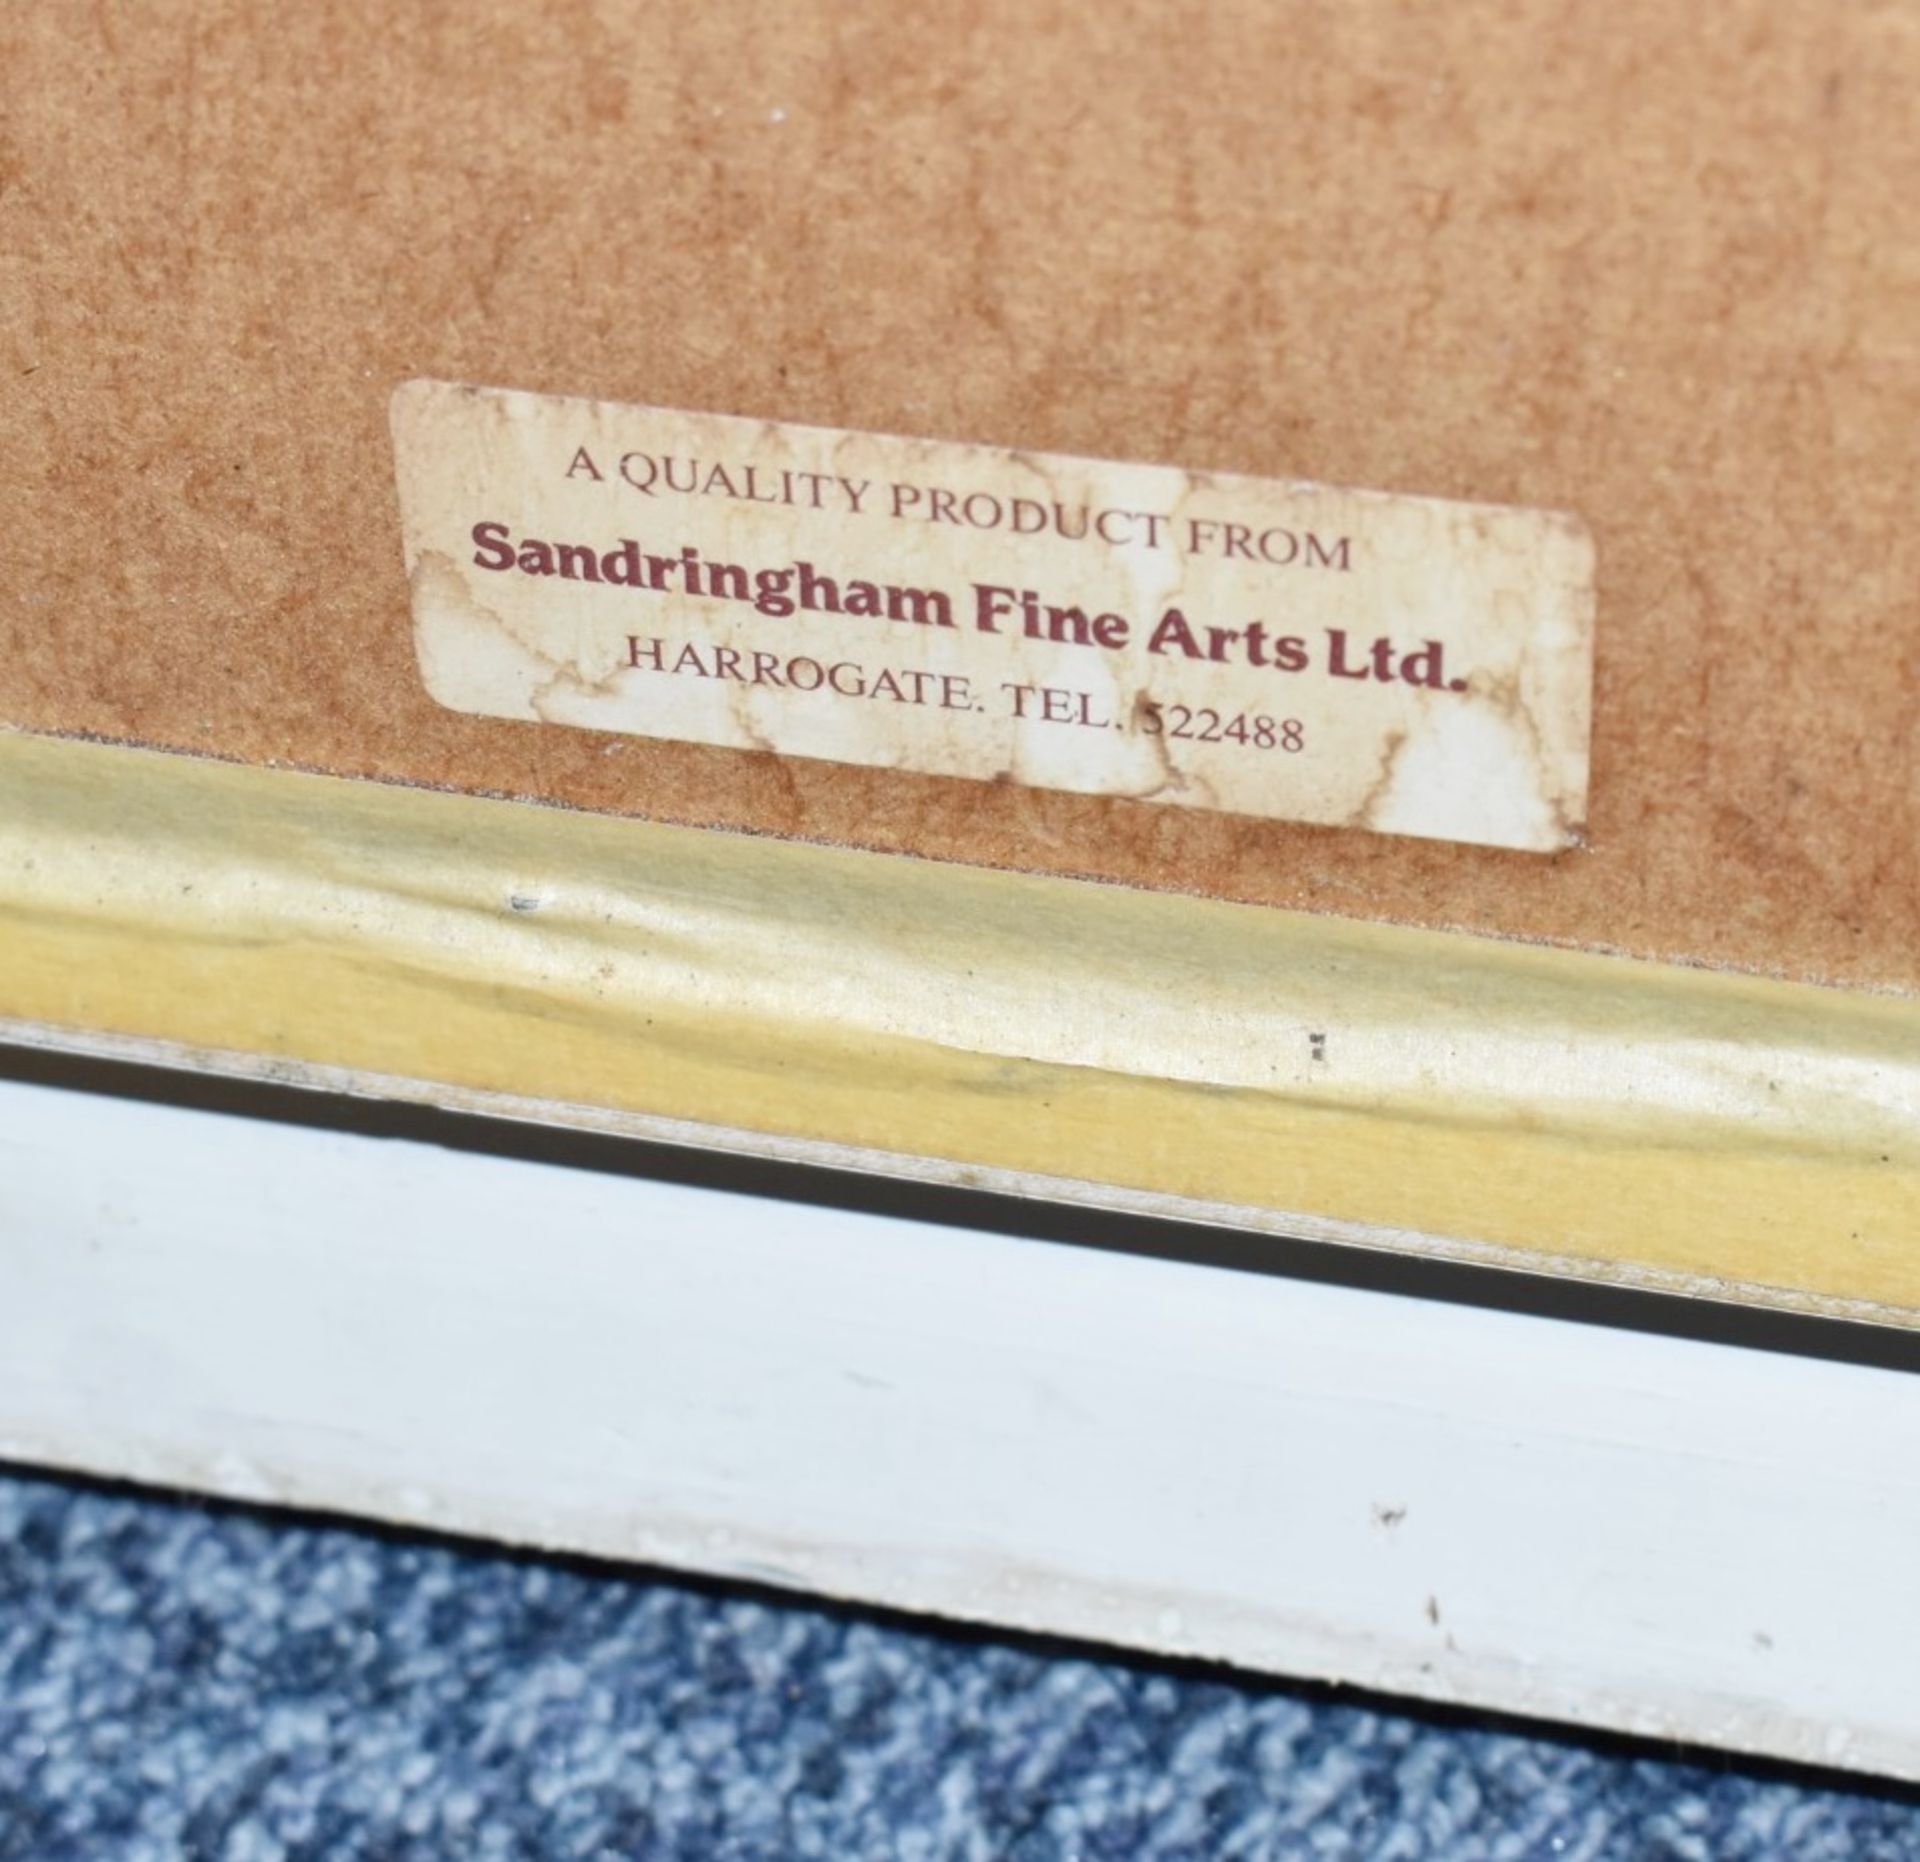 A QUALITY PRODUCT FROM
Sandringham Fine Arts Ltd.
HARROGATE. TEL. 522488